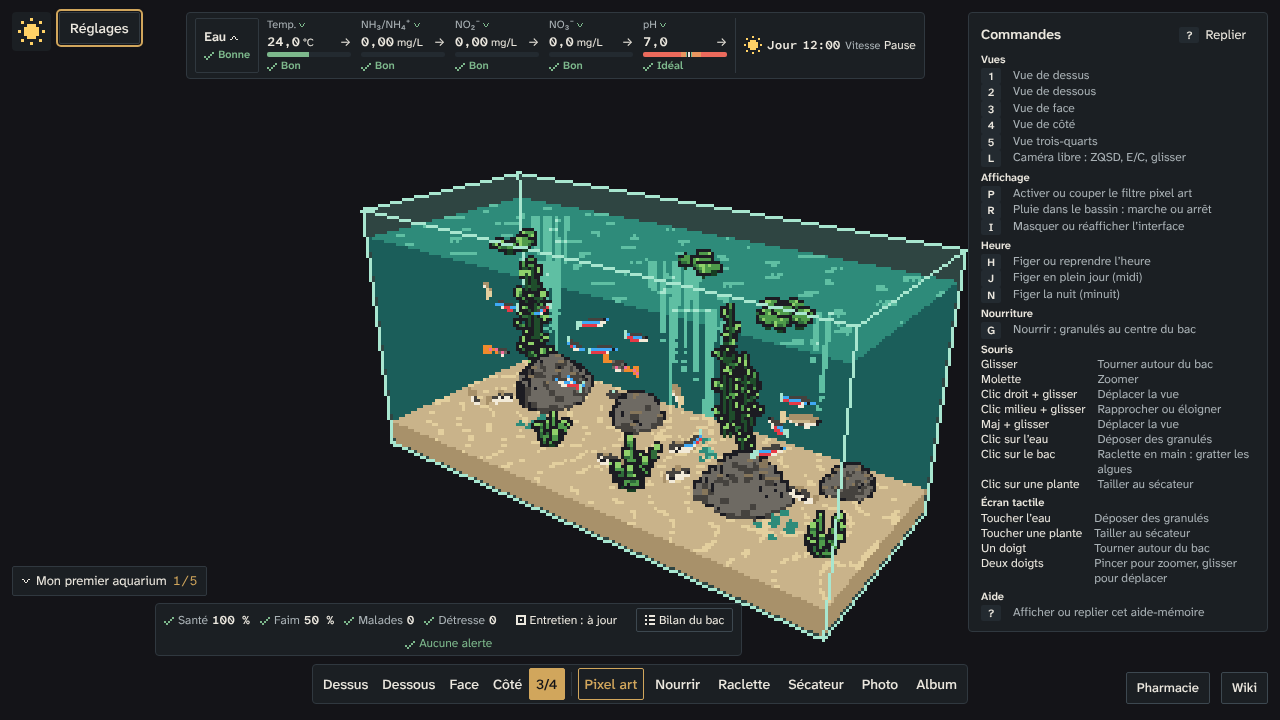 Réglages
Eau
Bonne
Temp.
24,0 °C
Bon
NH₃/NH₄⁺
0,00 mg/L
Bon
NO₂⁻
0,00 mg/L
Bon
NO₃⁻
0,0 mg/L
Bon
pH
7,0
Idéal
Jour 12:00 Vitesse Pause
Commandes
? Replier
Vues
1 Vue de dessus
2 Vue de dessous
3 Vue de face
4 Vue de côté
5 Vue trois-quarts
L Caméra libre : ZQSD, E/C, glisser
Affichage
P Activer ou couper le filtre pixel art
R Pluie dans le bassin : marche ou arrêt
I Masquer ou réafficher l'interface
Heure
H Figer ou reprendre l'heure
J Figer en plein jour (midi)
N Figer la nuit (minuit)
Nourriture
G Nourrir : granulés au centre du bac
Souris
Glisser Tourner autour du bac
Molette Zoomer
Clic droit + glisser Déplacer la vue
Clic milieu + glisser Rapprocher ou éloigner
Maj + glisser Déplacer la vue
Clic sur l'eau Déposer des granulés
Clic sur le bac Raclette en main : gratter les
algues
Clic sur une plante Tailler au sécateur
Écran tactile
Toucher l'eau Déposer des granulés
Toucher une plante Tailler au sécateur
Un doigt Tourner autour du bac
Deux doigts Pincer pour zoomer, glisser
pour déplacer
Aide
? Afficher ou replier cet aide-mémoire
Mon premier aquarium 1/5
Santé 100 % Faim 50 % Malades 0 Détresse 0 Entretien : à jour Bilan du bac
Aucune alerte
Dessus Dessous Face Côté 3/4 Pixel art Nourrir Raclette Sécateur Photo Album
Pharmacie Wiki